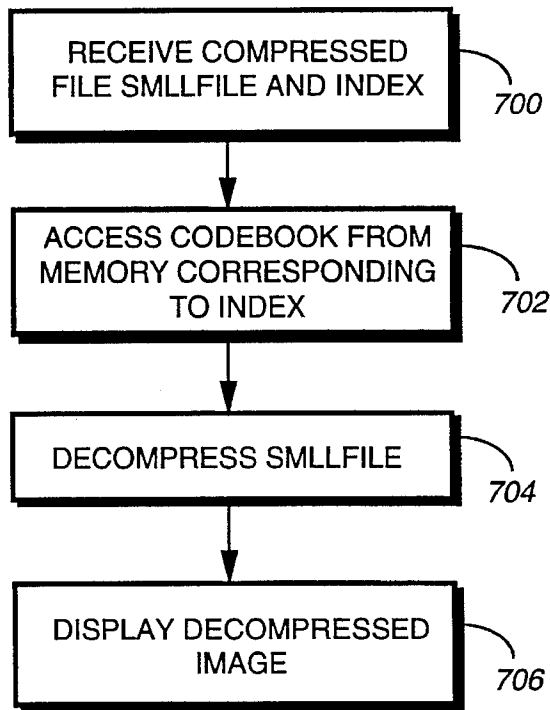 RECEIVE COMPRESSED
FILE SMLLFILE AND INDEX
700
ACCESS CODEBOOK FROM
MEMORY CORRESPONDING
TO INDEX
702
DECOMPRESS SMLLFILE
704
DISPLAY DECOMPRESSED
IMAGE
706